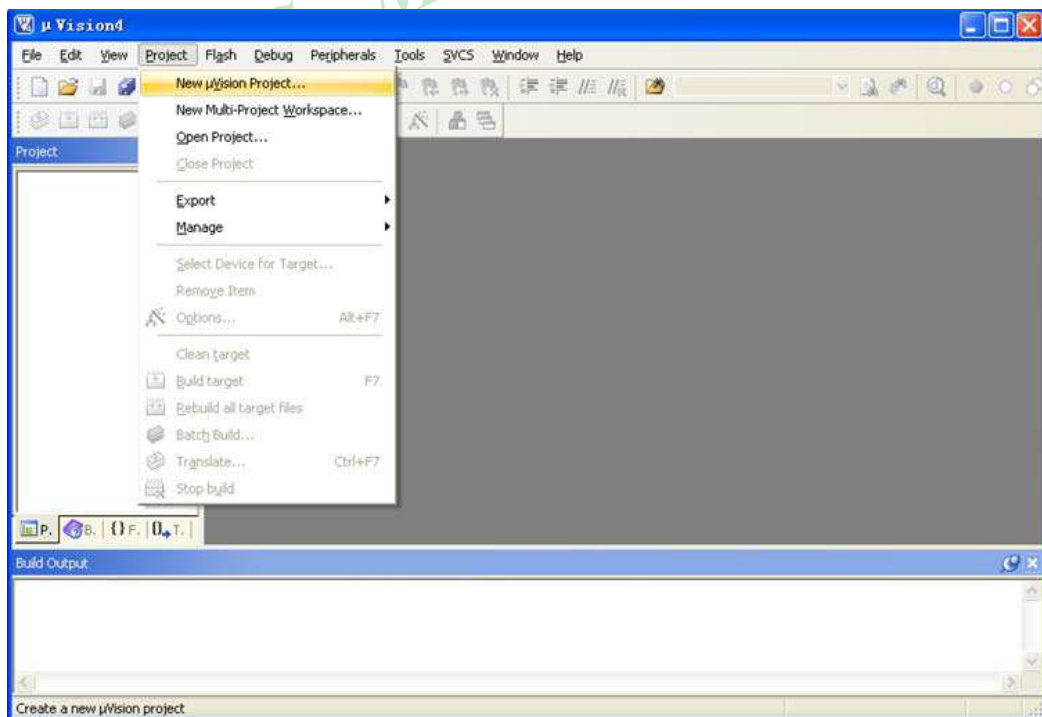 μ Vision4
File Edit View Project Flash Debug Peripherals Tools SVCS Window Help
New μVision Project...
New Multi-Project Workspace...
Open Project...
Close Project
Project
Export
Manage
Select Device for Target...
Remove Item
Options... Alt+F7
Clean target
Build target F7
Rebuild all target files
Batch Build...
Translate... Ctrl+F7
Stop build
P. B. {} F. 0 T.
Build Output
Create a new μVision project